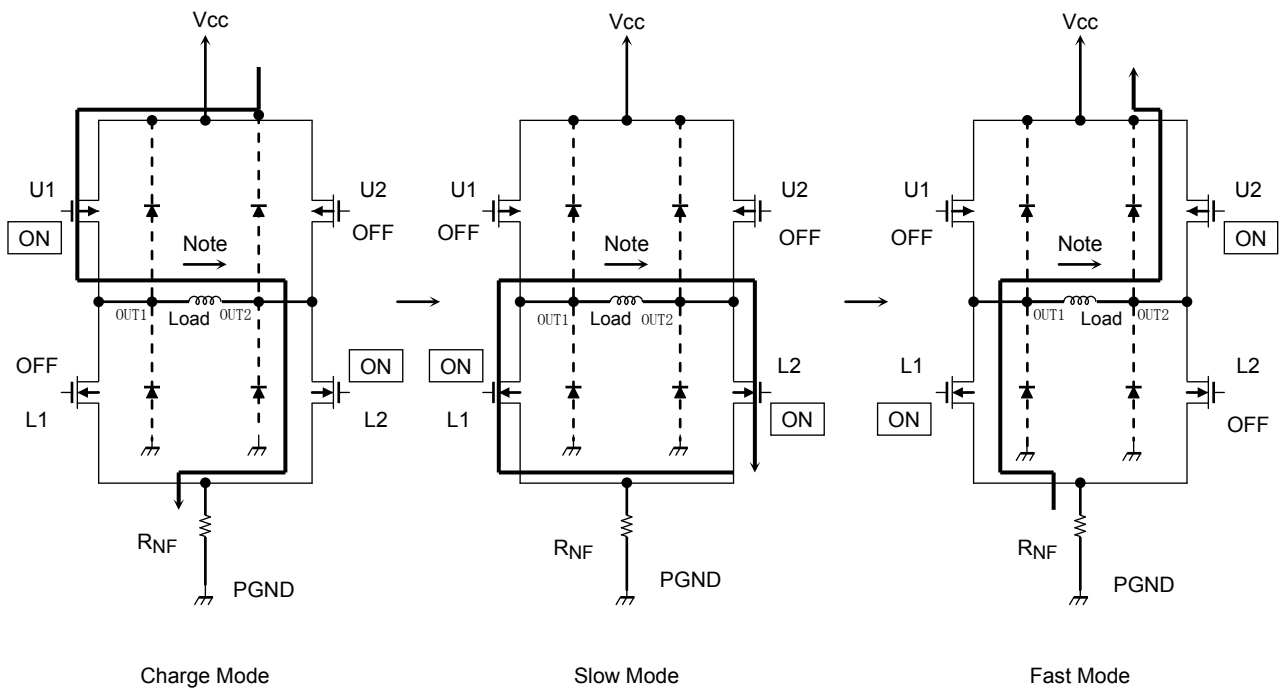 Vcc
U1
U2
ON
OFF
Note
OUT1
Load
OUT2
OFF
ON
L1
L2
RNF
PGND
Charge Mode
Vcc
U1
U2
OFF
OFF
Note
OUT1
Load
OUT2
ON
L2
L1
ON
RNF
PGND
Slow Mode
Vcc
U1
U2
OFF
ON
Note
OUT1
Load
OUT2
L1
L2
ON
OFF
RNF
PGND
Fast Mode